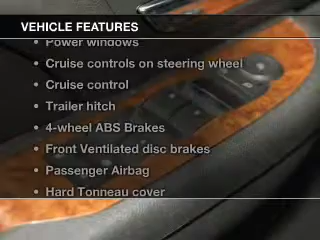 VEHICLE FEATURES
• Power windows
• Cruise controls on steering wheel
• Cruise control
• Trailer hitch
• 4-wheel ABS Brakes
• Front Ventilated disc brakes
• Passenger Airbag
• Hard Tonneau cover